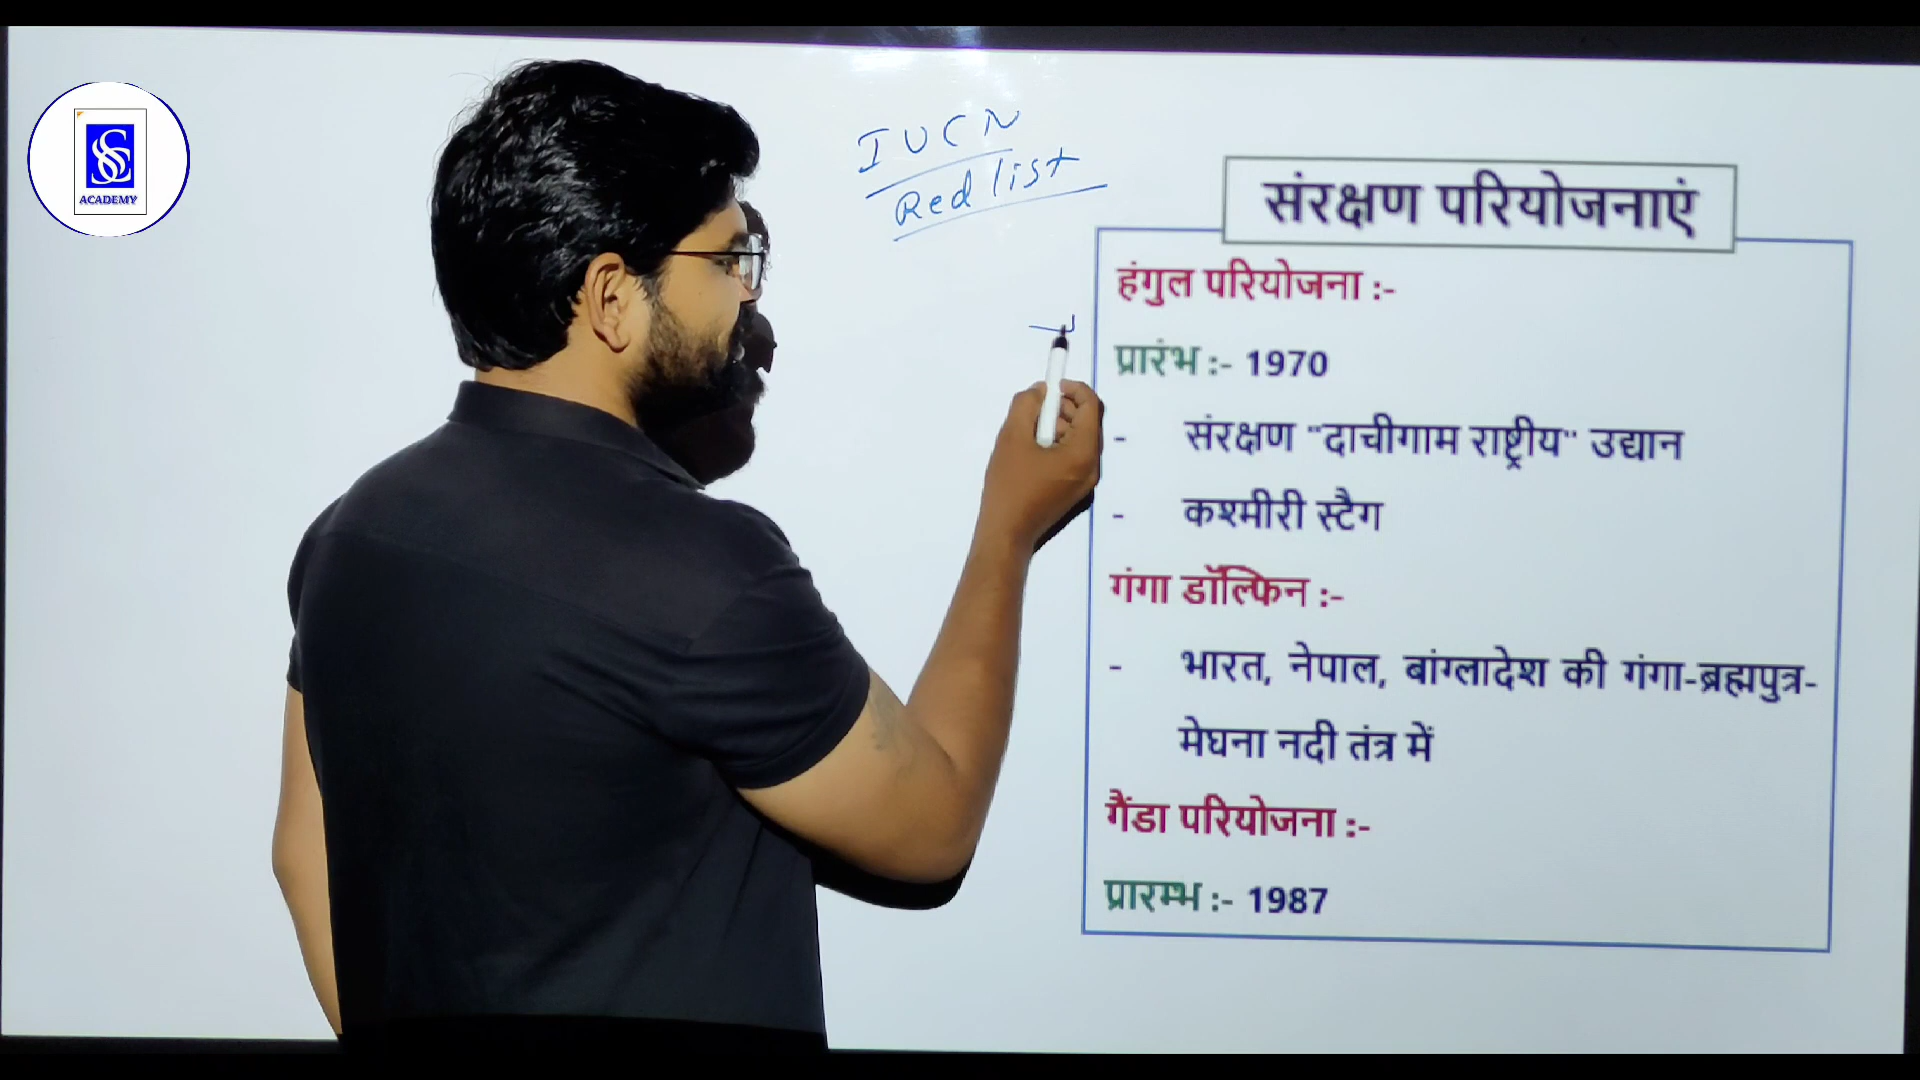 SSC
ACADEMY
IUCN
Red list
संरक्षण परियोजनाएं
हंगुल परियोजना :-
प्रारंभ :- 1970
- संरक्षण "दाचीगाम राष्ट्रीय" उद्यान
- कश्मीरी स्टैग
गंगा डॉल्फिन :-
- भारत, नेपाल, बांग्लादेश की गंगा-ब्रह्मपुत्र-
मेघना नदी तंत्र में
गैंडा परियोजना :-
प्रारम्भ :- 1987